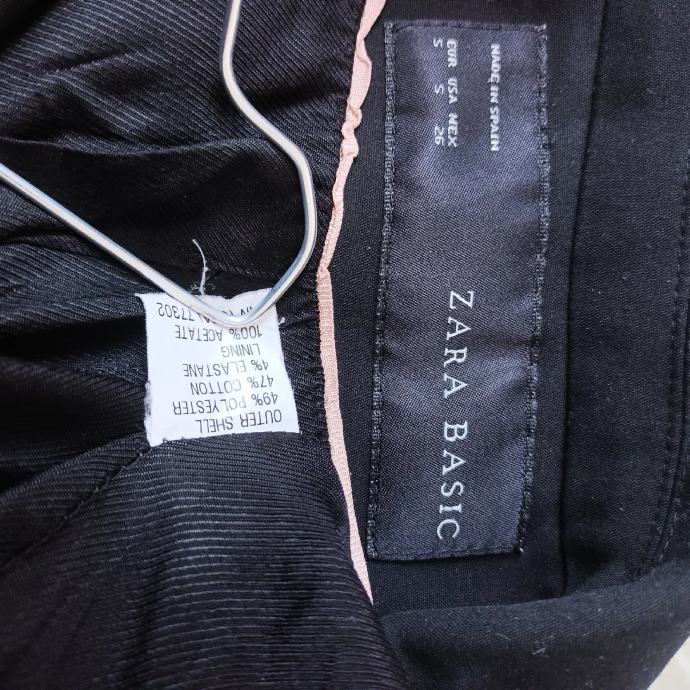 MADE IN SPAIN
EUR USA MEX
S S 26
ZARA BASIC
OUTER SHELL
49% POLYESTER
47% COTTON
4% ELASTANE
LINING
100% ACETATE
77302